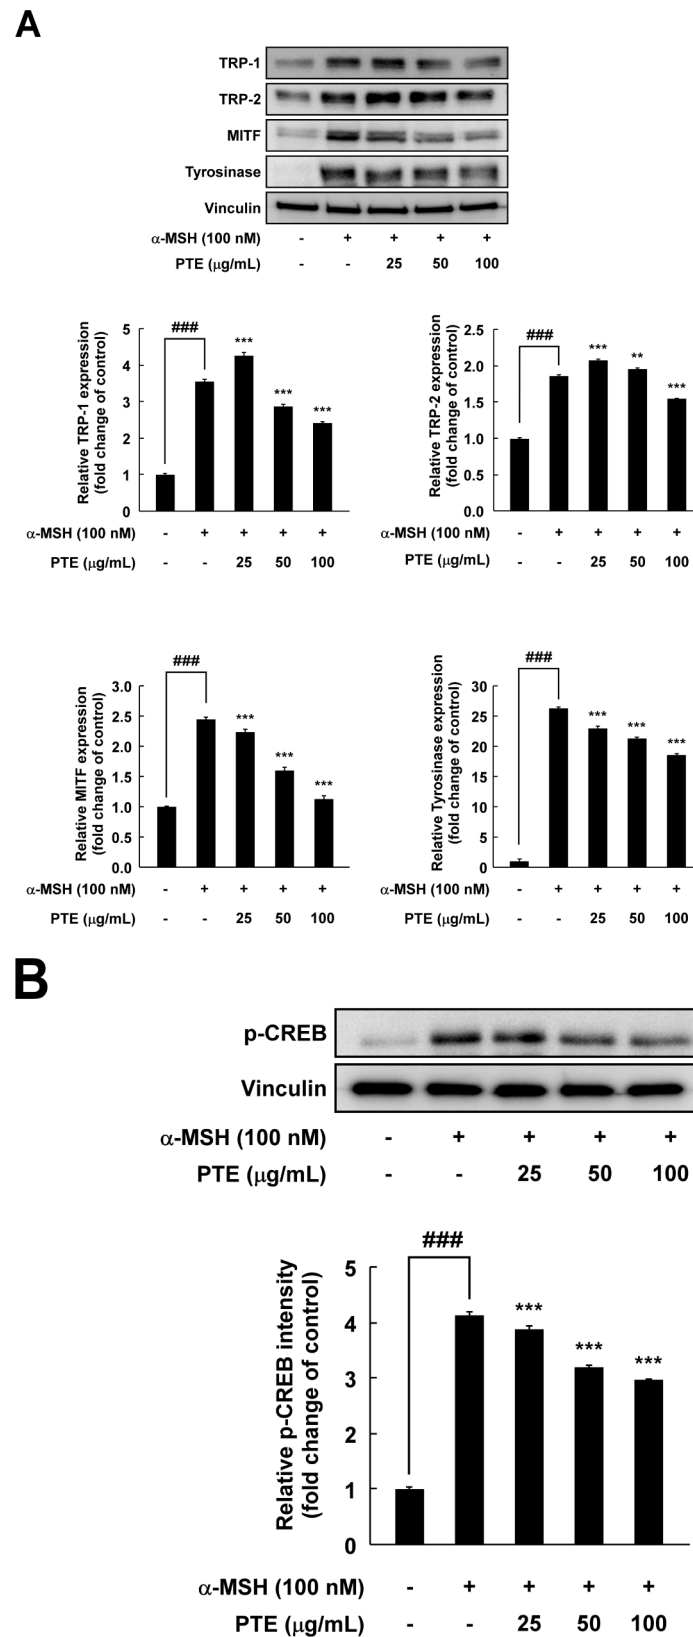 A
TRP-1
TRP-2
MITF
Tyrosinase
Vinculin
α-MSH (100 nM) - + + + +
PTE (μg/mL) - - 25 50 100
Relative TRP-1 expression
(fold change of control)
5
4
3
2
1
0
###
***
***
***
α-MSH (100 nM) - + + + +
PTE (μg/mL) - - 25 50 100
Relative TRP-2 expression
(fold change of control)
2.5
2.0
1.5
1.0
0.5
0.0
###
***
**
***
α-MSH (100 nM) - + + + +
PTE (μg/mL) - - 25 50 100
Relative MITF expression
(fold change of control)
3.0
2.5
2.0
1.5
1.0
0.5
0.0
###
***
***
***
α-MSH (100 nM) - + + + +
PTE (μg/mL) - - 25 50 100
Relative Tyrosinase expression
(fold change of control)
30
20
10
0
###
***
***
***
α-MSH (100 nM) - + + + +
PTE (μg/mL) - - 25 50 100
B
p-CREB
Vinculin
α-MSH (100 nM) - + + + +
PTE (μg/mL) - - 25 50 100
Relative p-CREB intensity
(fold change of control)
5
4
3
2
1
0
###
***
***
***
α-MSH (100 nM) - + + + +
PTE (μg/mL) - - 25 50 100